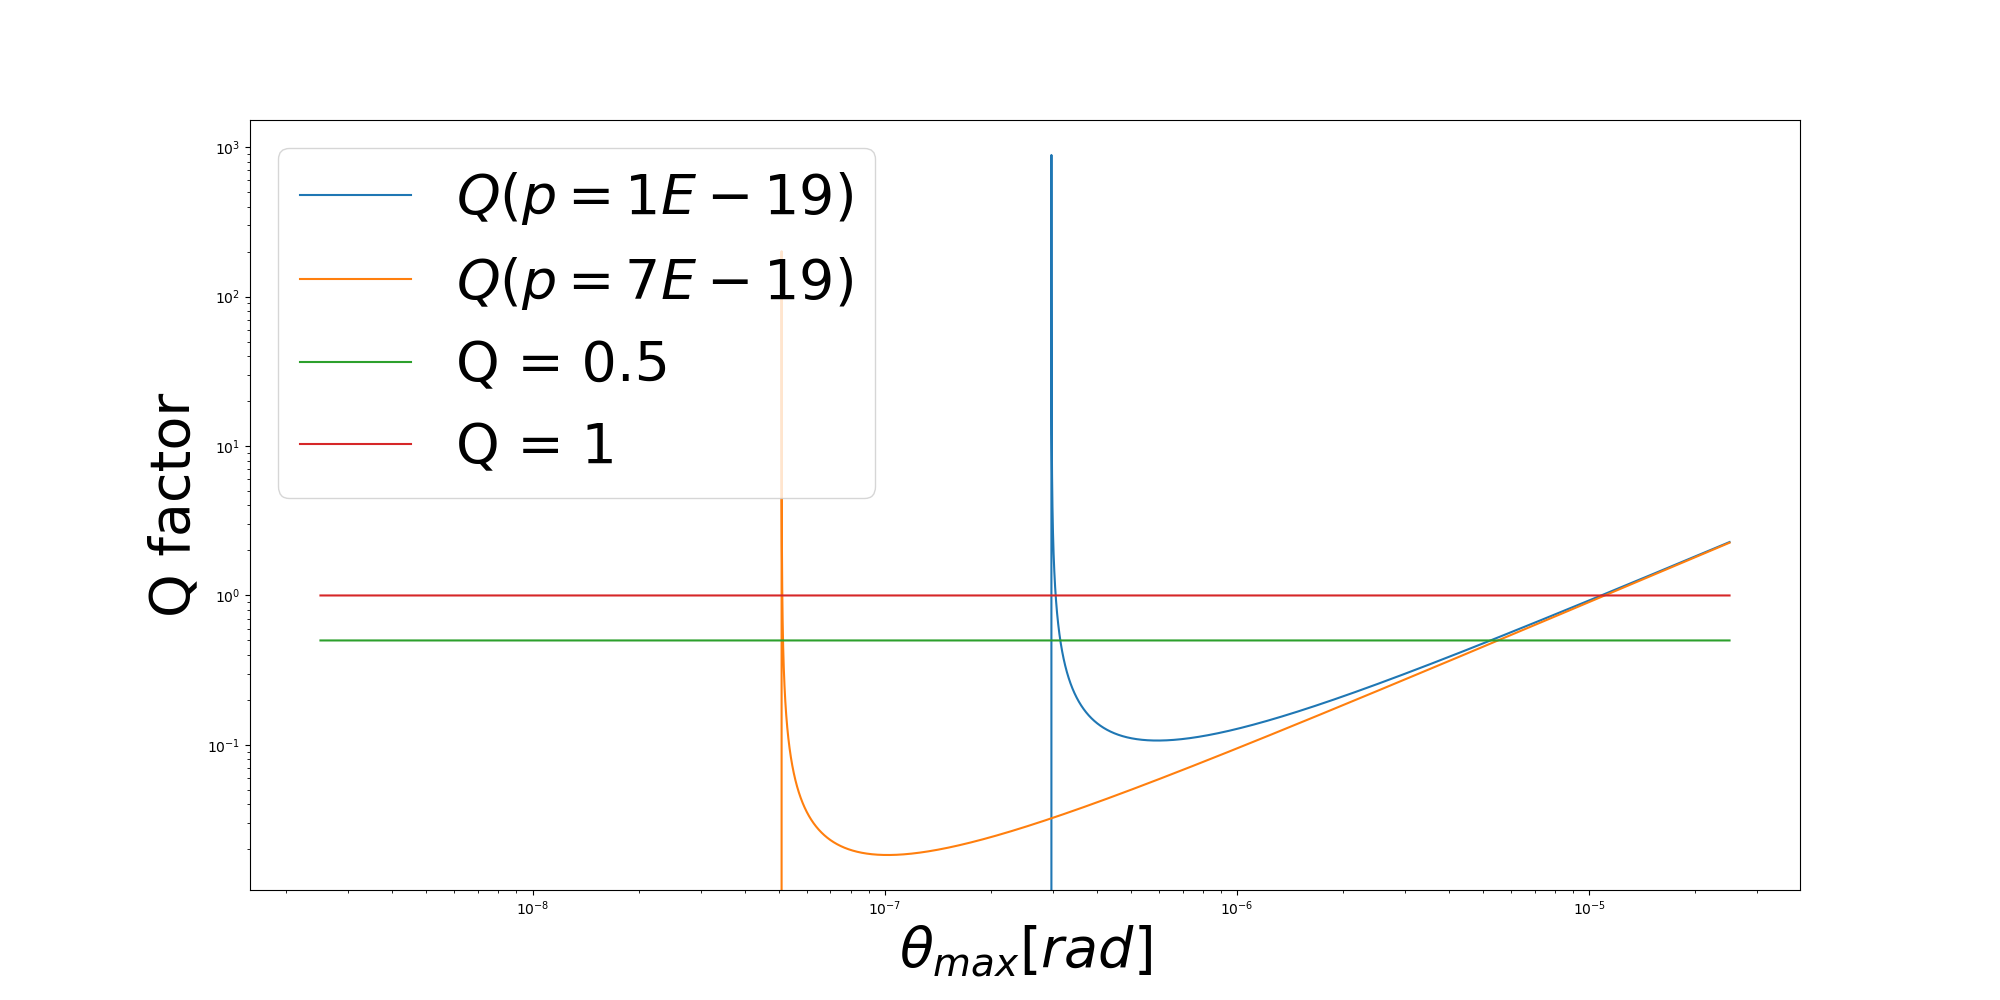 10³
10²
10¹
10⁰
10⁻¹
Q factor
Q(p = 1E − 19)
Q(p = 7E − 19)
Q = 0.5
Q = 1
10⁻⁸ 10⁻⁷ 10⁻⁶ 10⁻⁵
θₘₐₓ[rad]